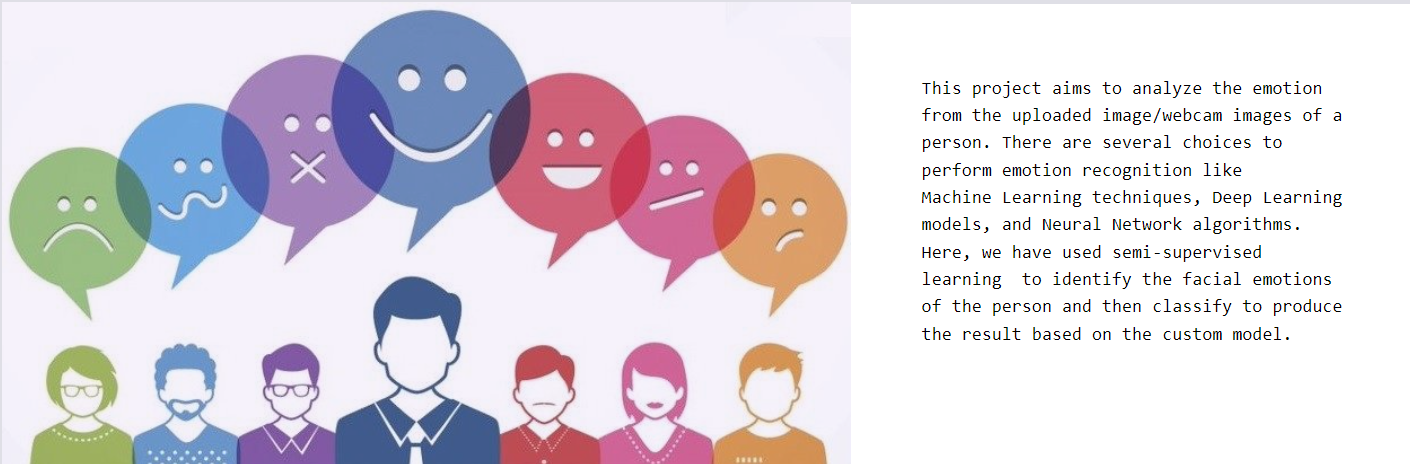 This project aims to analyze the emotion
from the uploaded image/webcam images of a
person. There are several choices to
perform emotion recognition like
Machine Learning techniques, Deep Learning
models, and Neural Network algorithms.
Here, we have used semi-supervised
learning  to identify the facial emotions
of the person and then classify to produce
the result based on the custom model.